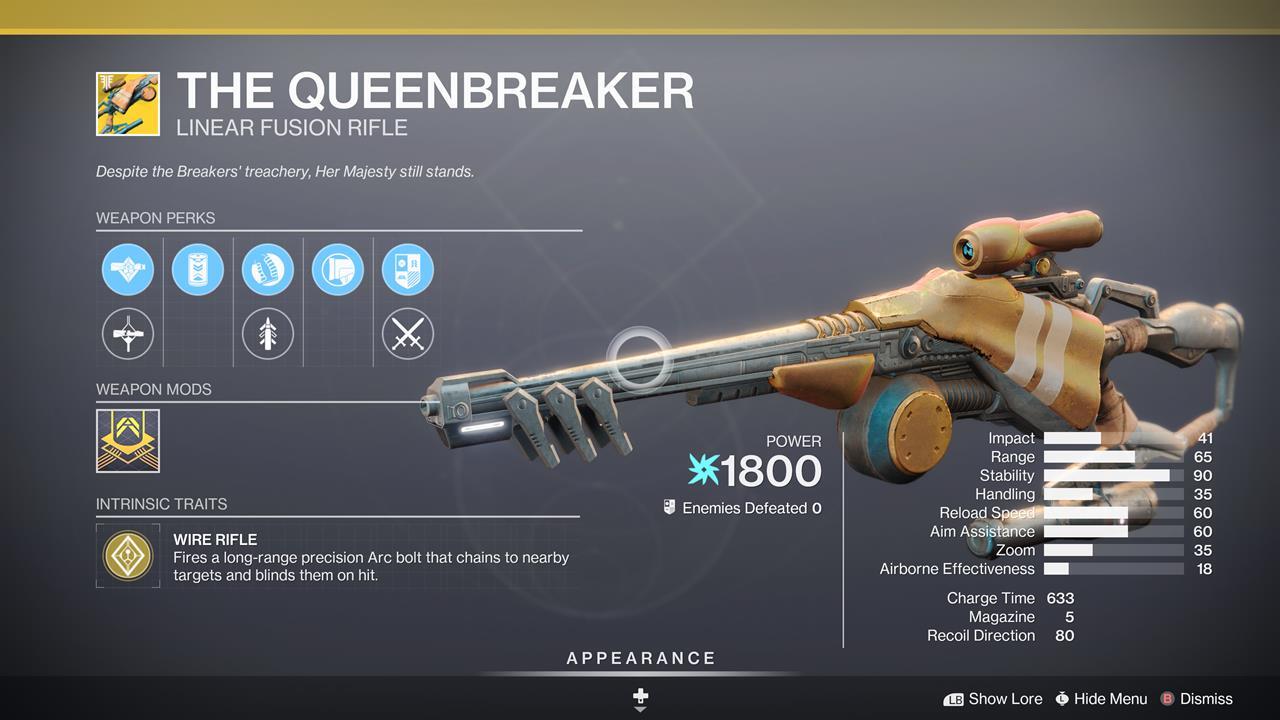 THE QUEENBREAKER
LINEAR FUSION RIFLE
Despite the Breakers' treachery, Her Majesty still stands.
WEAPON PERKS
WEAPON MODS
INTRINSIC TRAITS
WIRE RIFLE
Fires a long-range precision Arc bolt that chains to nearby
targets and blinds them on hit.
POWER
1800
Enemies Defeated 0
Impact 41
Range 65
Stability 90
Handling 35
Reload Speed 60
Aim Assistance 60
Zoom 35
Airborne Effectiveness 18
Charge Time 633
Magazine 5
Recoil Direction 80
APPEARANCE
LB Show Lore L Hide Menu B Dismiss